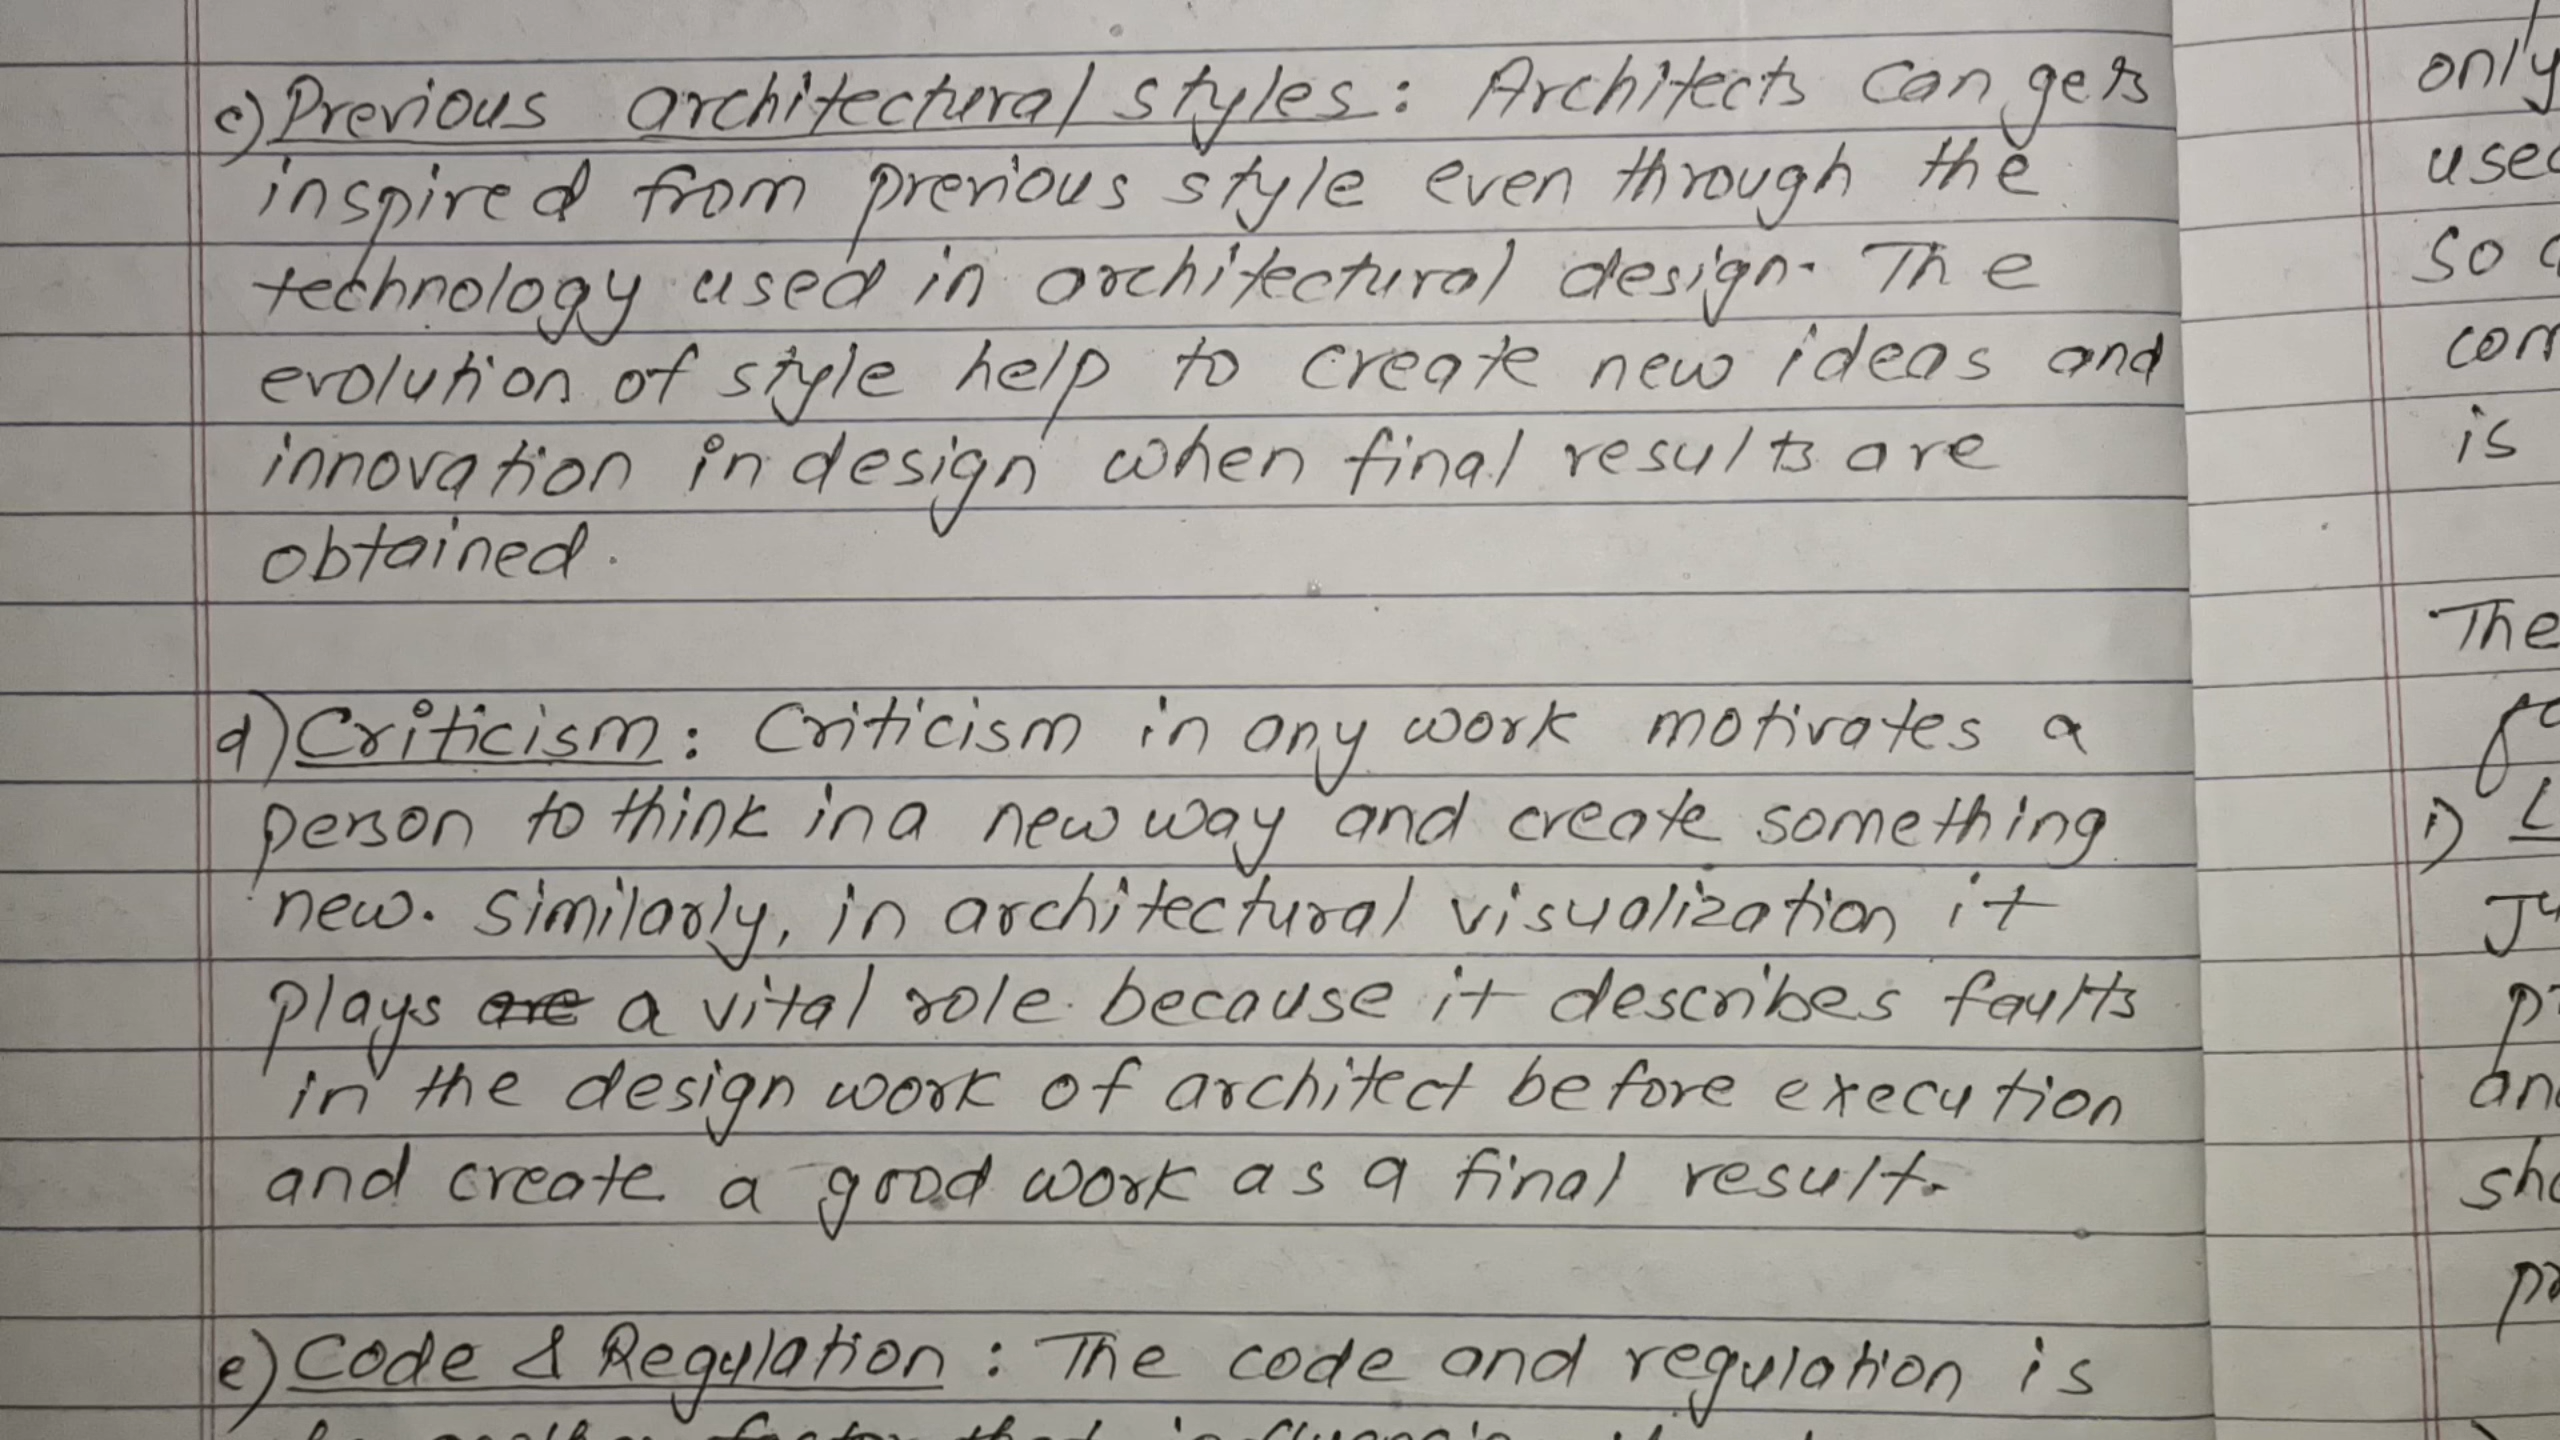 c) Previous architectural styles : Architects can gets
inspired from previous style even through the
technology used in architectural design. The
evolution of style help to create new ideas and
innovation in design when final results are
obtained.
d) Criticism : Criticism in any work motivates a
person to think in a new way and create something
new. Similarly, in architectural visualization it
plays are a vital role because it describes faults
in the design work of architect before execution
and create a good work as a final result.
e) Code & Regulation : The code and regulation is
only
so
is
The
i)